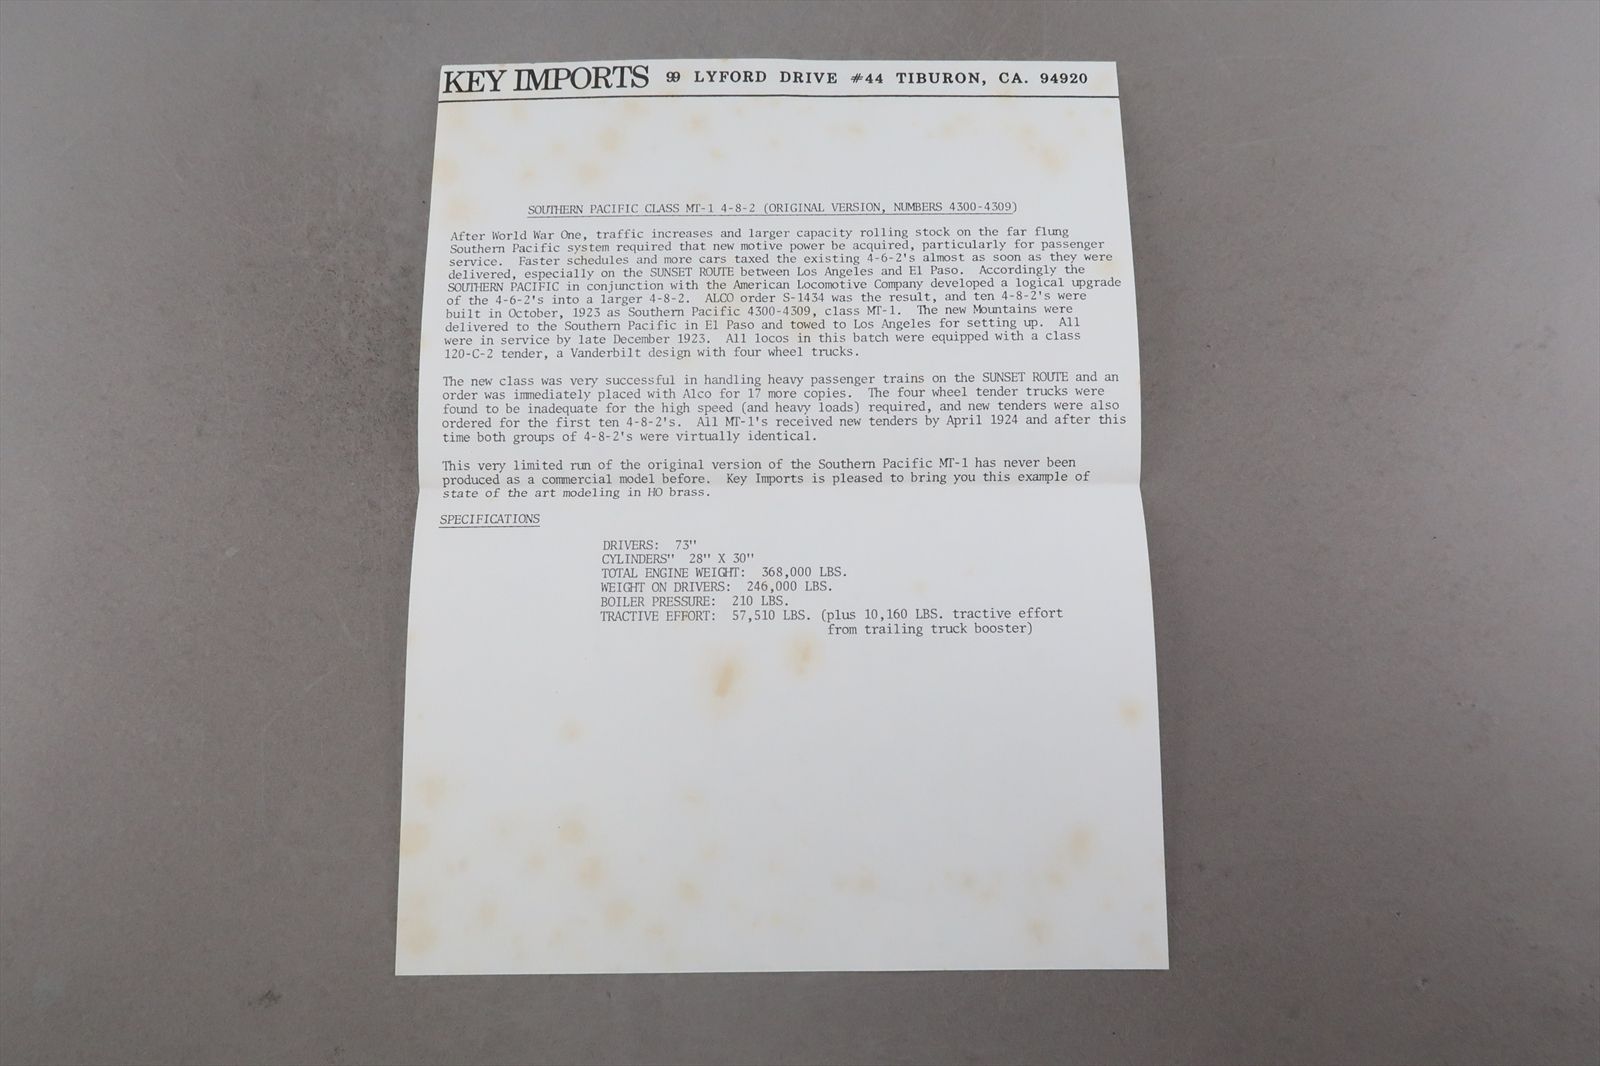 KEY IMPORTS 99 LYFORD DRIVE #44 TIBURON, CA. 94920
SOUTHERN PACIFIC CLASS MT-1 4-8-2 (ORIGINAL VERSION, NUMBERS 4300-4309)
After World War One, traffic increases and larger capacity rolling stock on the far flung
Southern Pacific system required that new motive power be acquired, particularly for passenger
service. Faster schedules and more cars taxed the existing 4-6-2's almost as soon as they were
delivered, especially on the SUNSET ROUTE between Los Angeles and El Paso. Accordingly the
SOUTHERN PACIFIC in conjunction with the American Locomotive Company developed a logical upgrade
of the 4-6-2's into a larger 4-8-2. ALCO order S-1434 was the result, and ten 4-8-2's were
built in October, 1923 as Southern Pacific 4300-4309, class MT-1. The new Mountains were
delivered to the Southern Pacific in El Paso and towed to Los Angeles for setting up. All
were in service by late December 1923. All locos in this batch were equipped with a class
120-C-2 tender, a Vanderbilt design with four wheel trucks.
The new class was very successful in handling heavy passenger trains on the SUNSET ROUTE and an
order was immediately placed with Alco for 17 more copies. The four wheel tender trucks were
found to be inadequate for the high speed (and heavy loads) required, and new tenders were also
ordered for the first ten 4-8-2's. All MT-1's received new tenders by April 1924 and after this
time both groups of 4-8-2's were virtually identical.
This very limited run of the original version of the Southern Pacific MT-1 has never been
produced as a commercial model before. Key Imports is pleased to bring you this example of
state of the art modeling in HO brass.
SPECIFICATIONS
DRIVERS: 73"
CYLINDERS" 28" X 30"
TOTAL ENGINE WEIGHT: 368,000 LBS.
WEIGHT ON DRIVERS: 246,000 LBS.
BOILER PRESSURE: 210 LBS.
TRACTIVE EFFORT: 57,510 LBS. (plus 10,160 LBS. tractive effort
from trailing truck booster)